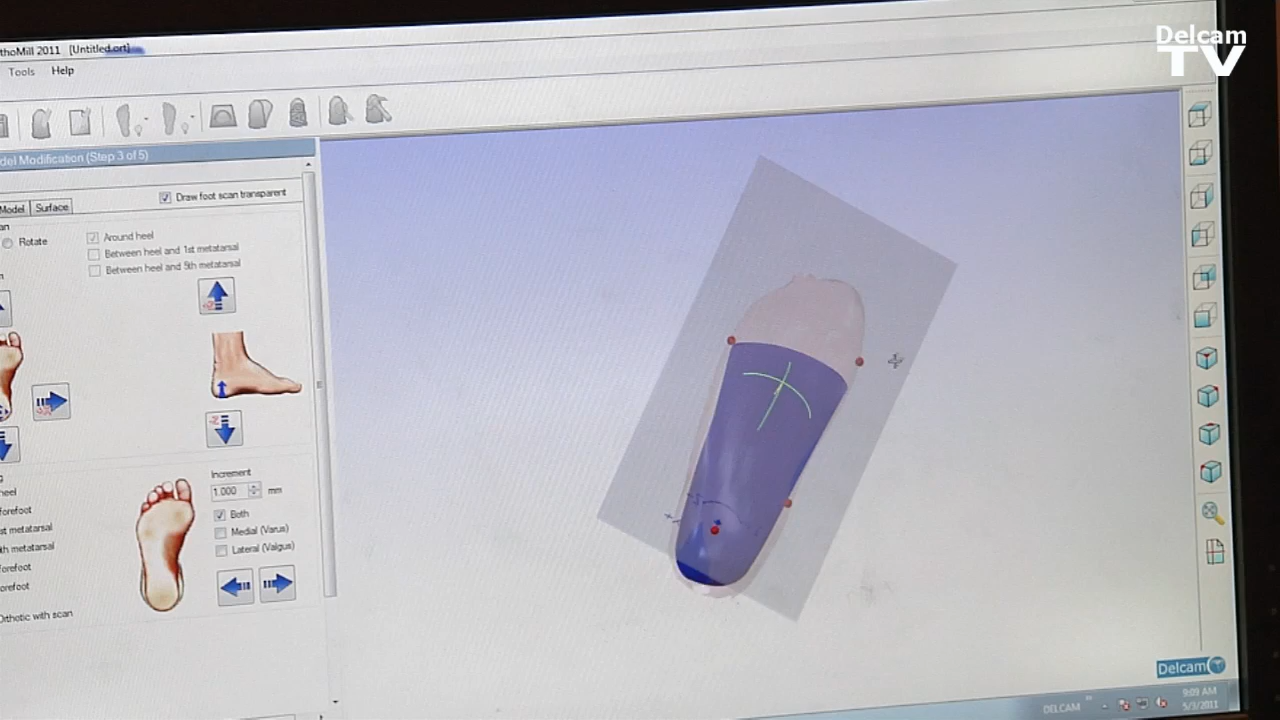 Delcam
TV
thoMill 2011 [Untitled.ort]
Tools Help
del Modification (Step 3 of 5)
Draw foot scan transparent
Model Surface
Rotate
Around heel
Between heel and 1st metatarsal
Between heel and 5th metatarsal
-Z
Increment
1.000 mm
heel
Both
orefoot
Medial (Varus)
st metatarsal
Lateral (Valgus)
th metatarsal
orefoot
orefoot
Orthotic with scan
Delcam
DELCAM
9:09 AM
5/3/2011